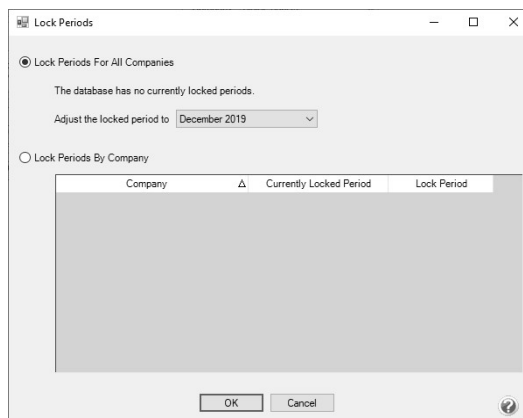 Lock Periods
Lock Periods For All Companies
The database has no currently locked periods.
Adjust the locked period to December 2019
Lock Periods By Company
Company Currently Locked Period Lock Period
OK Cancel
?